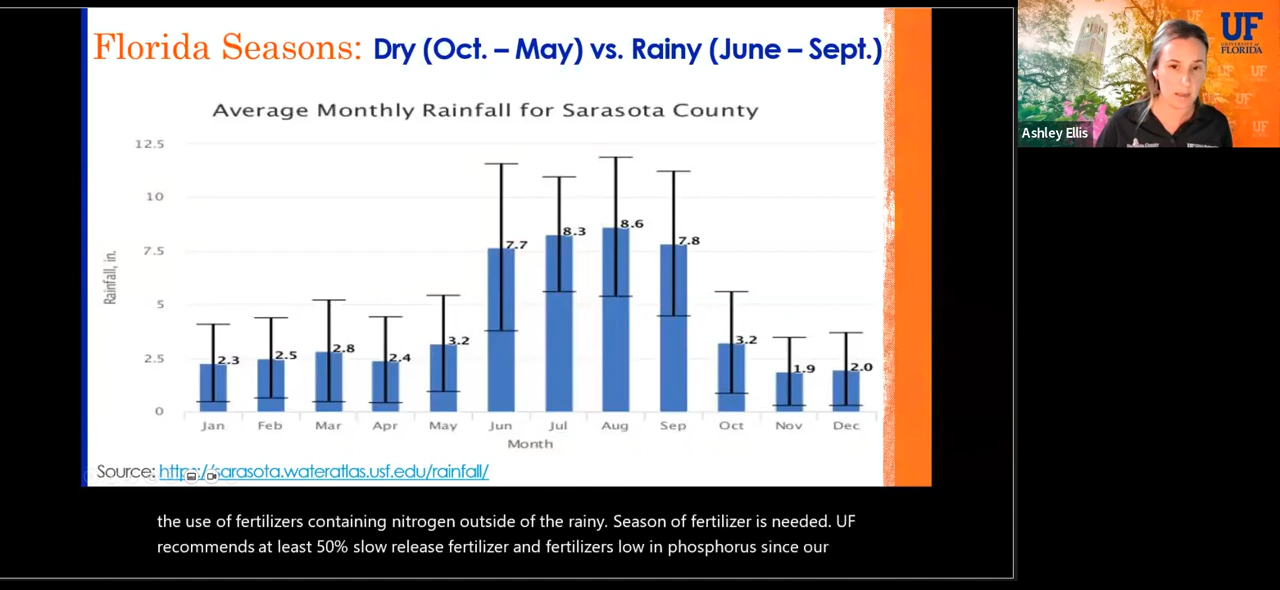 Florida Seasons: Dry (Oct. – May) vs. Rainy (June – Sept.)
Average Monthly Rainfall for Sarasota County
Rainfall, in.
12.5
10
7.5
5
2.5
0
2.3
2.5
2.8
2.4
3.2
7.7
8.3
8.6
7.8
3.2
1.9
2.0
Jan Feb Mar Apr May Jun Jul Aug Sep Oct Nov Dec
Month
Source: https://sarasota.wateratlas.usf.edu/rainfall/
the use of fertilizers containing nitrogen outside of the rainy. Season of fertilizer is needed. UF
recommends at least 50% slow release fertilizer and fertilizers low in phosphorus since our
UF
UNIVERSITY of
FLORIDA
Ashley Ellis